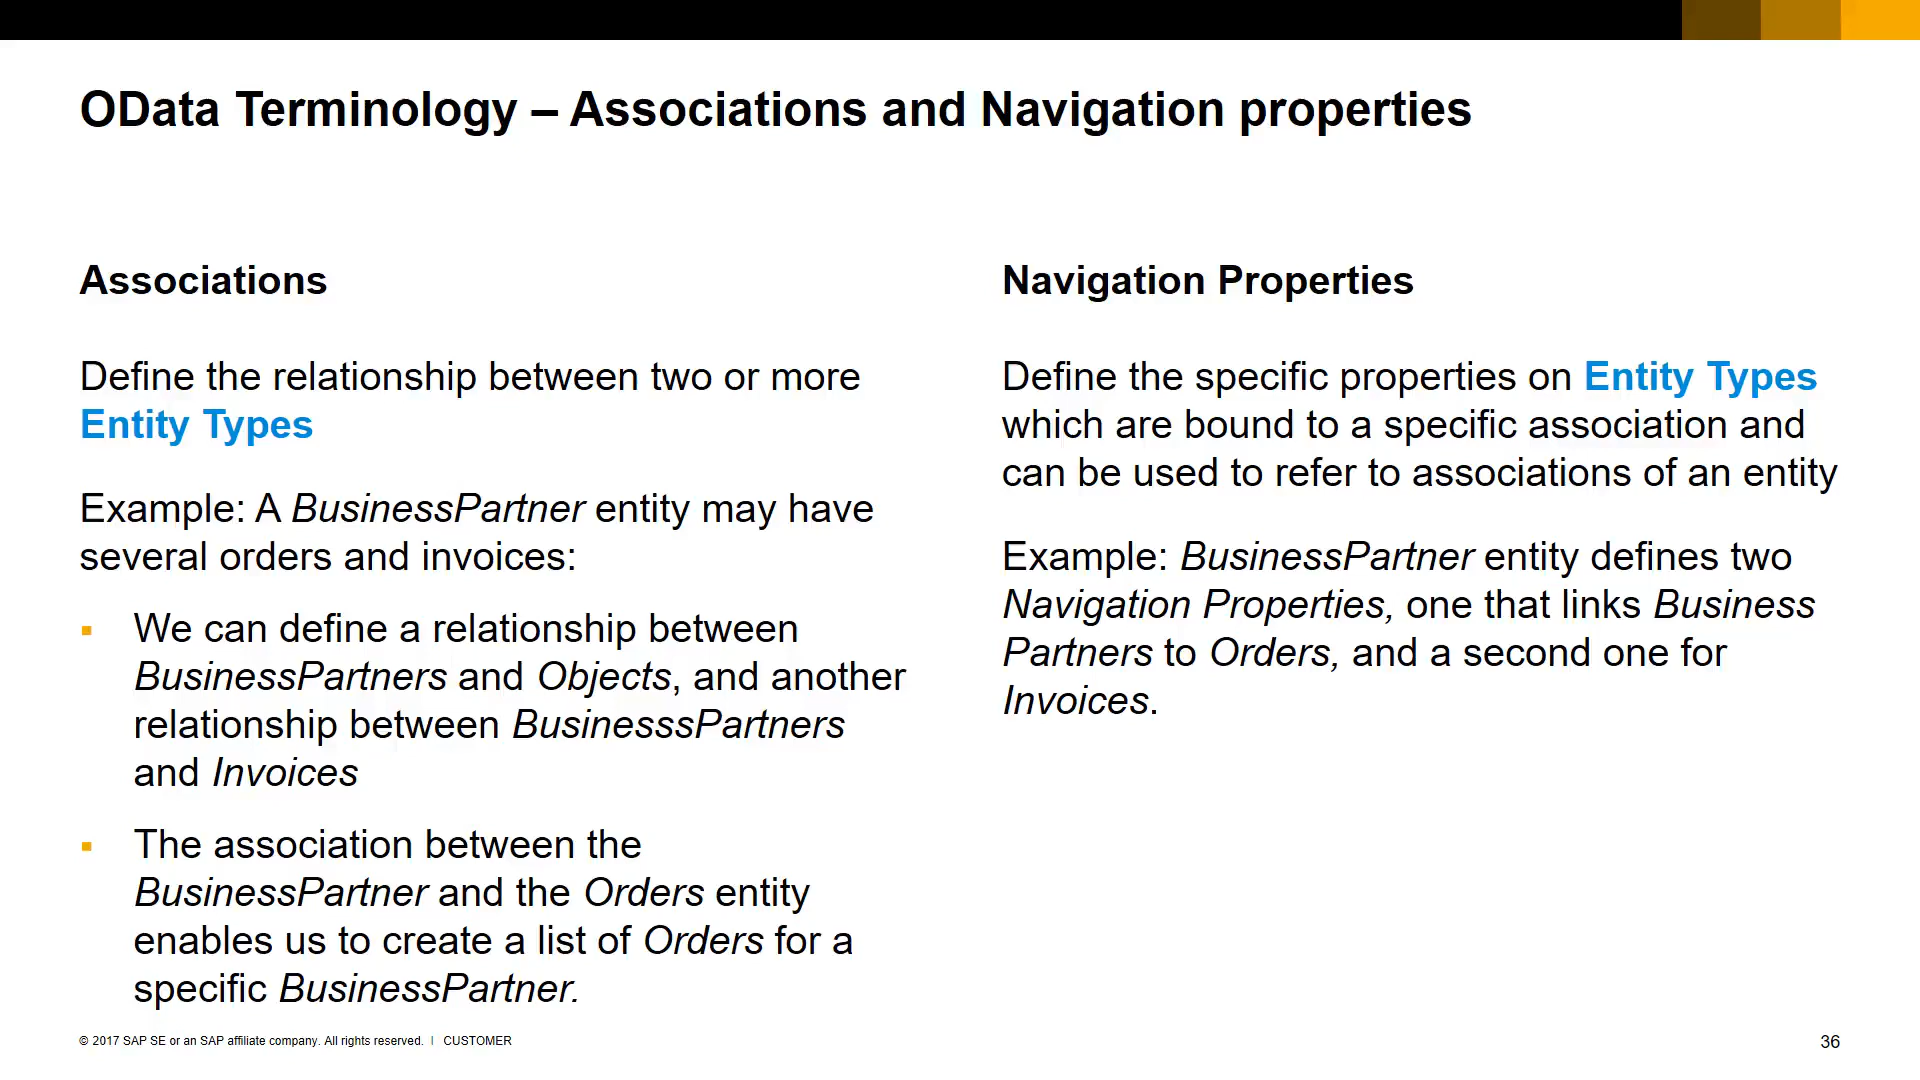 OData Terminology – Associations and Navigation properties
Associations
Define the relationship between two or more
Entity Types
Example: A BusinessPartner entity may have
several orders and invoices:
▪ We can define a relationship between
BusinessPartners and Objects, and another
relationship between BusinesssPartners
and Invoices
▪ The association between the
BusinessPartner and the Orders entity
enables us to create a list of Orders for a
specific BusinessPartner.
Navigation Properties
Define the specific properties on Entity Types
which are bound to a specific association and
can be used to refer to associations of an entity
Example: BusinessPartner entity defines two
Navigation Properties, one that links Business
Partners to Orders, and a second one for
Invoices.
© 2017 SAP SE or an SAP affiliate company. All rights reserved. | CUSTOMER
36